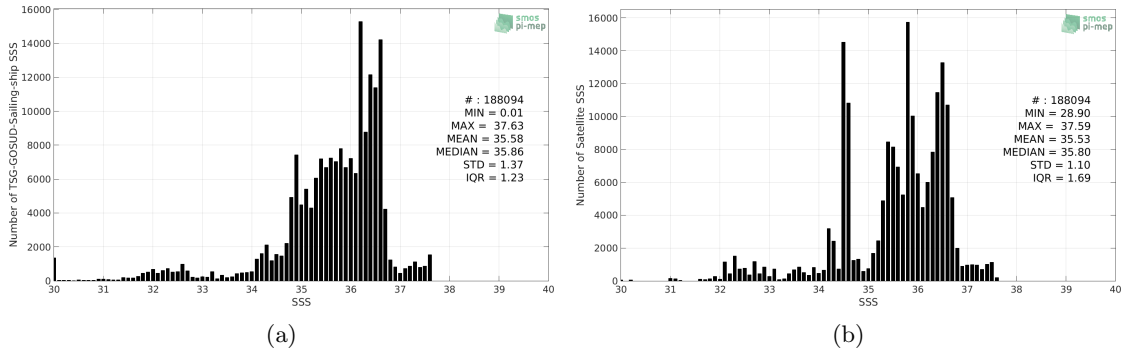 16000
14000
12000
10000
8000
6000
4000
2000
0
Number of TSG-GOSUD-Sailing-ship SSS
smos
pi-mep
# : 188094
MIN = 0.01
MAX = 37.63
MEAN = 35.58
MEDIAN = 35.86
STD = 1.37
IQR = 1.23
30 31 32 33 34 35 36 37 38 39 40
SSS
(a)
16000
14000
12000
10000
8000
6000
4000
2000
0
Number of Satellite SSS
smos
pi-mep
# : 188094
MIN = 28.90
MAX = 37.59
MEAN = 35.53
MEDIAN = 35.80
STD = 1.10
IQR = 1.69
30 31 32 33 34 35 36 37 38 39 40
SSS
(b)